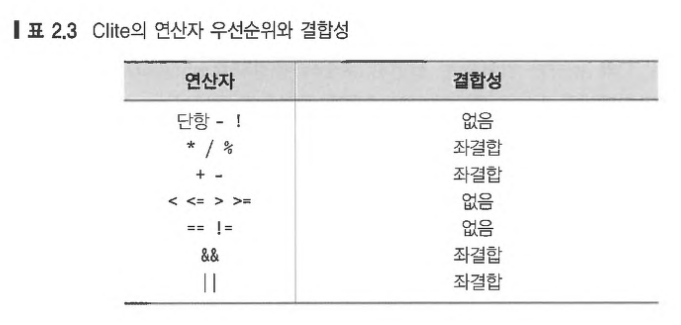 표 2.3 Clite의 연산자 우선순위와 결합성
연산자 결합성
단항 - ! 없음
* / % 좌결합
+ - 좌결합
< <= > >= 없음
== != 없음
&& 좌결합
|| 좌결합